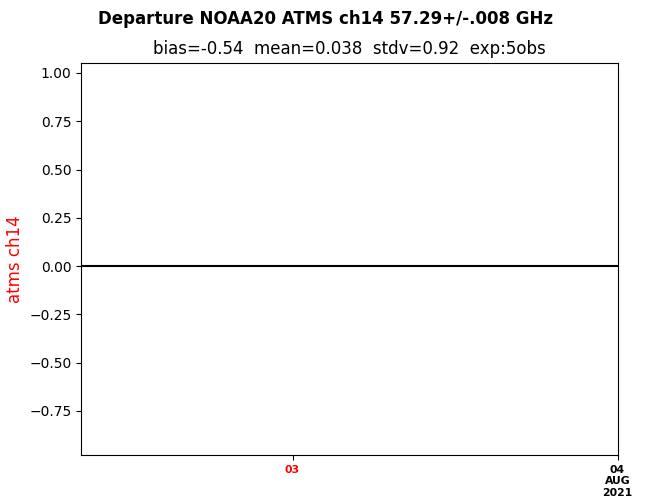 Departure NOAA20 ATMS ch14 57.29+/-.008 GHz
bias=-0.54  mean=0.038  stdv=0.92  exp:5obs
1.00
0.75
0.50
0.25
0.00
−0.25
−0.50
−0.75
atms ch14
03
04
AUG
2021